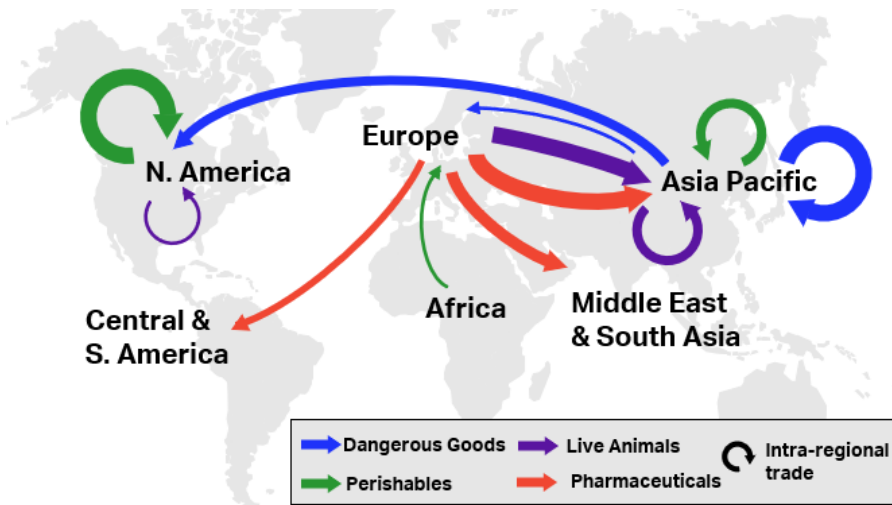 Europe
N. America
Asia Pacific
Central &
S. America
Africa
Middle East
& South Asia
Dangerous Goods
Live Animals
Intra-regional
trade
Perishables
Pharmaceuticals